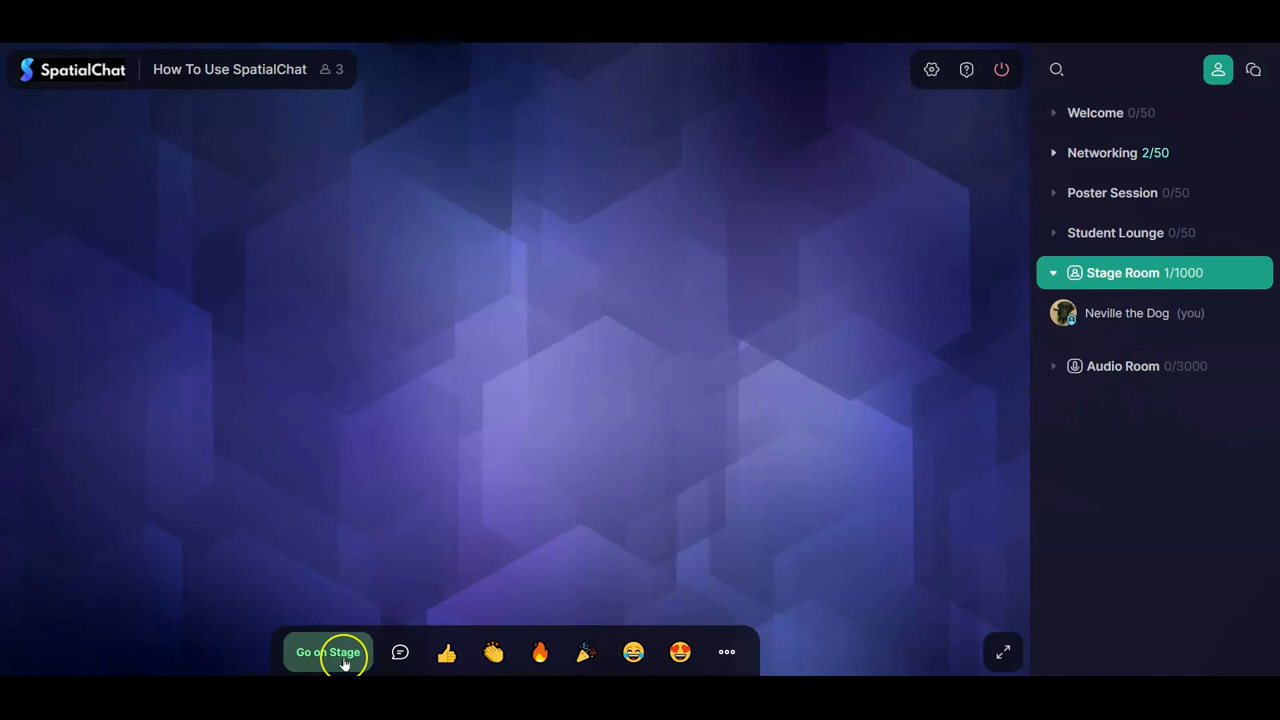 SpatialChat
How To Use SpatialChat 3
Welcome 0/50
Networking 2/50
Poster Session 0/50
Student Lounge 0/50
Stage Room 1/1000
Neville the Dog (you)
Audio Room 0/3000
Go on Stage